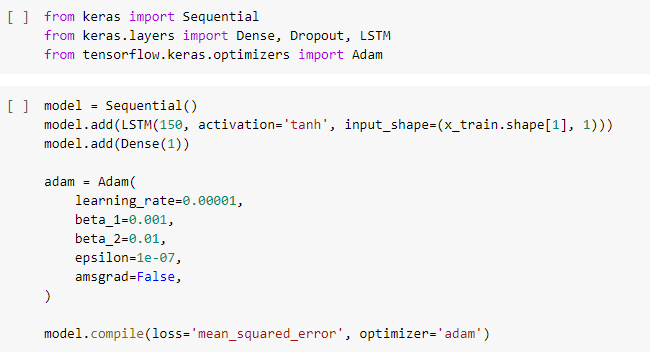 [ ] from keras import Sequential
from keras.layers import Dense, Dropout, LSTM
from tensorflow.keras.optimizers import Adam
[ ] model = Sequential()
model.add(LSTM(150, activation='tanh', input_shape=(x_train.shape[1], 1)))
model.add(Dense(1))
adam = Adam(
learning_rate=0.00001,
beta_1=0.001,
beta_2=0.01,
epsilon=1e-07,
amsgrad=False,
)
model.compile(loss='mean_squared_error', optimizer='adam')